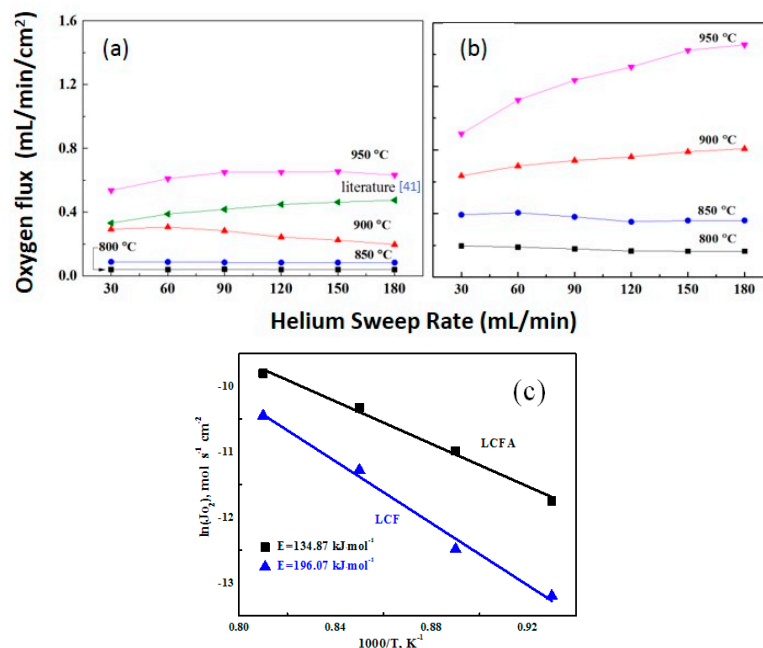 (a)
(b)
1.6
1.2
0.8
0.4
0.0
Oxygen flux (mL/min/cm²)
950 °C
literature [41]
900 °C
800 °C
850 °C
30 60 90 120 150 180
950 °C
900 °C
850 °C
800 °C
30 60 90 120 150 180
Helium Sweep Rate (mL/min)
(c)
-10
-11
-12
-13
ln(Jo₂), mol s⁻¹ cm⁻²
LCFA
LCF
E=134.87 kJ·mol⁻¹
E=196.07 kJ·mol⁻¹
0.80 0.84 0.88 0.92
1000/T, K⁻¹